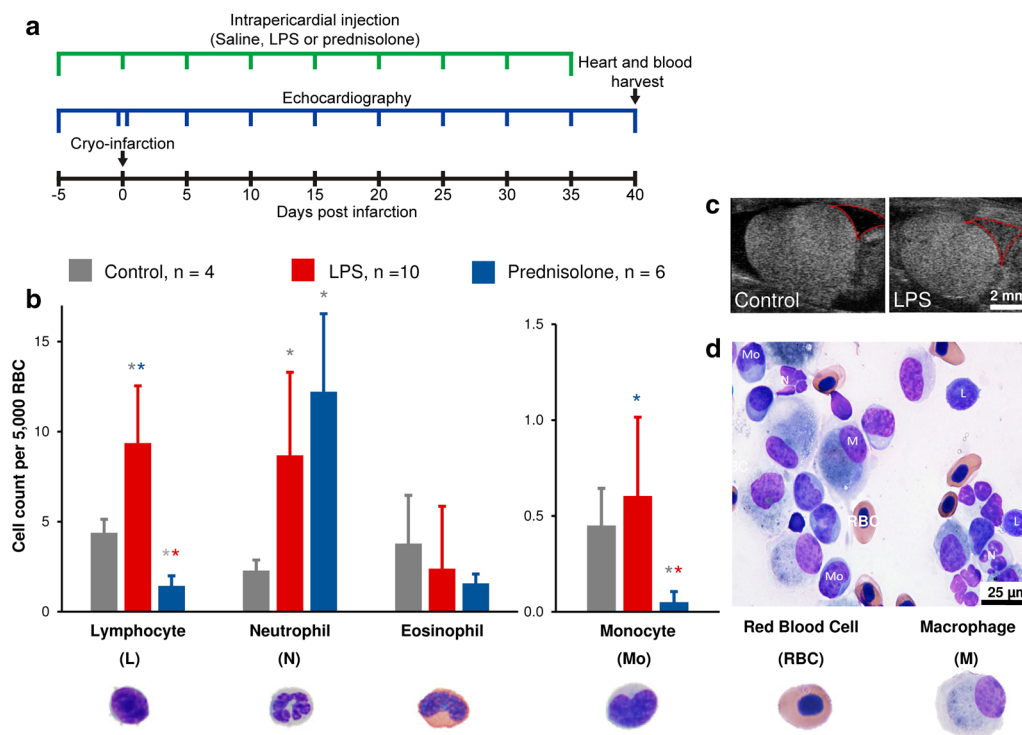 a
Intrapericardial injection
(Saline, LPS or prednisolone)
Heart and blood
harvest
Echocardiography
Cryo-infarction
-5 0 5 10 15 20 25 30 35 40
Days post infarction
Control, n = 4 LPS, n =10 Prednisolone, n = 6
b
Cell count per 5,000 RBC
15
10
5
0
* * * * * * *
1.5
1.0
0.5
0.0
* * *
Lymphocyte Neutrophil Eosinophil Monocyte Red Blood Cell Macrophage
(L) (N) (Mo) (RBC) (M)
c
Control LPS 2 mm
d
Mo
N
L
M
RBC
L
N
Mo
25 µm